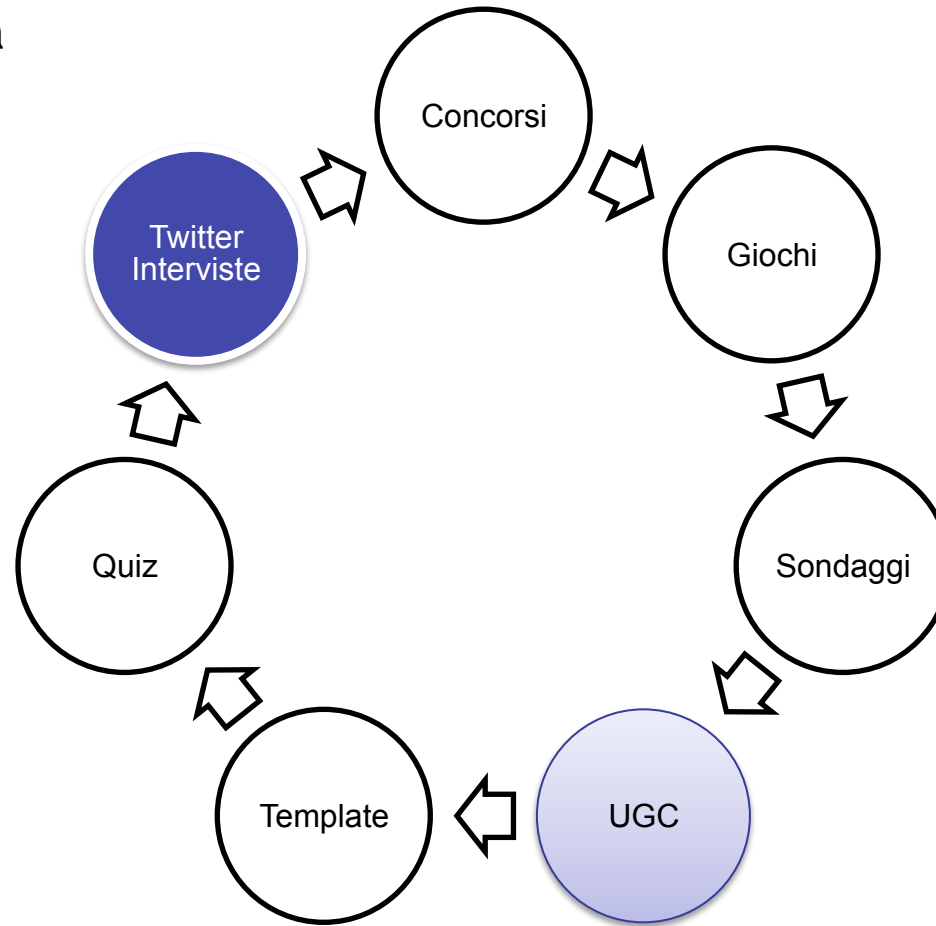 Concorsi
Giochi
Sondaggi
UGC
Template
Quiz
Twitter
Interviste